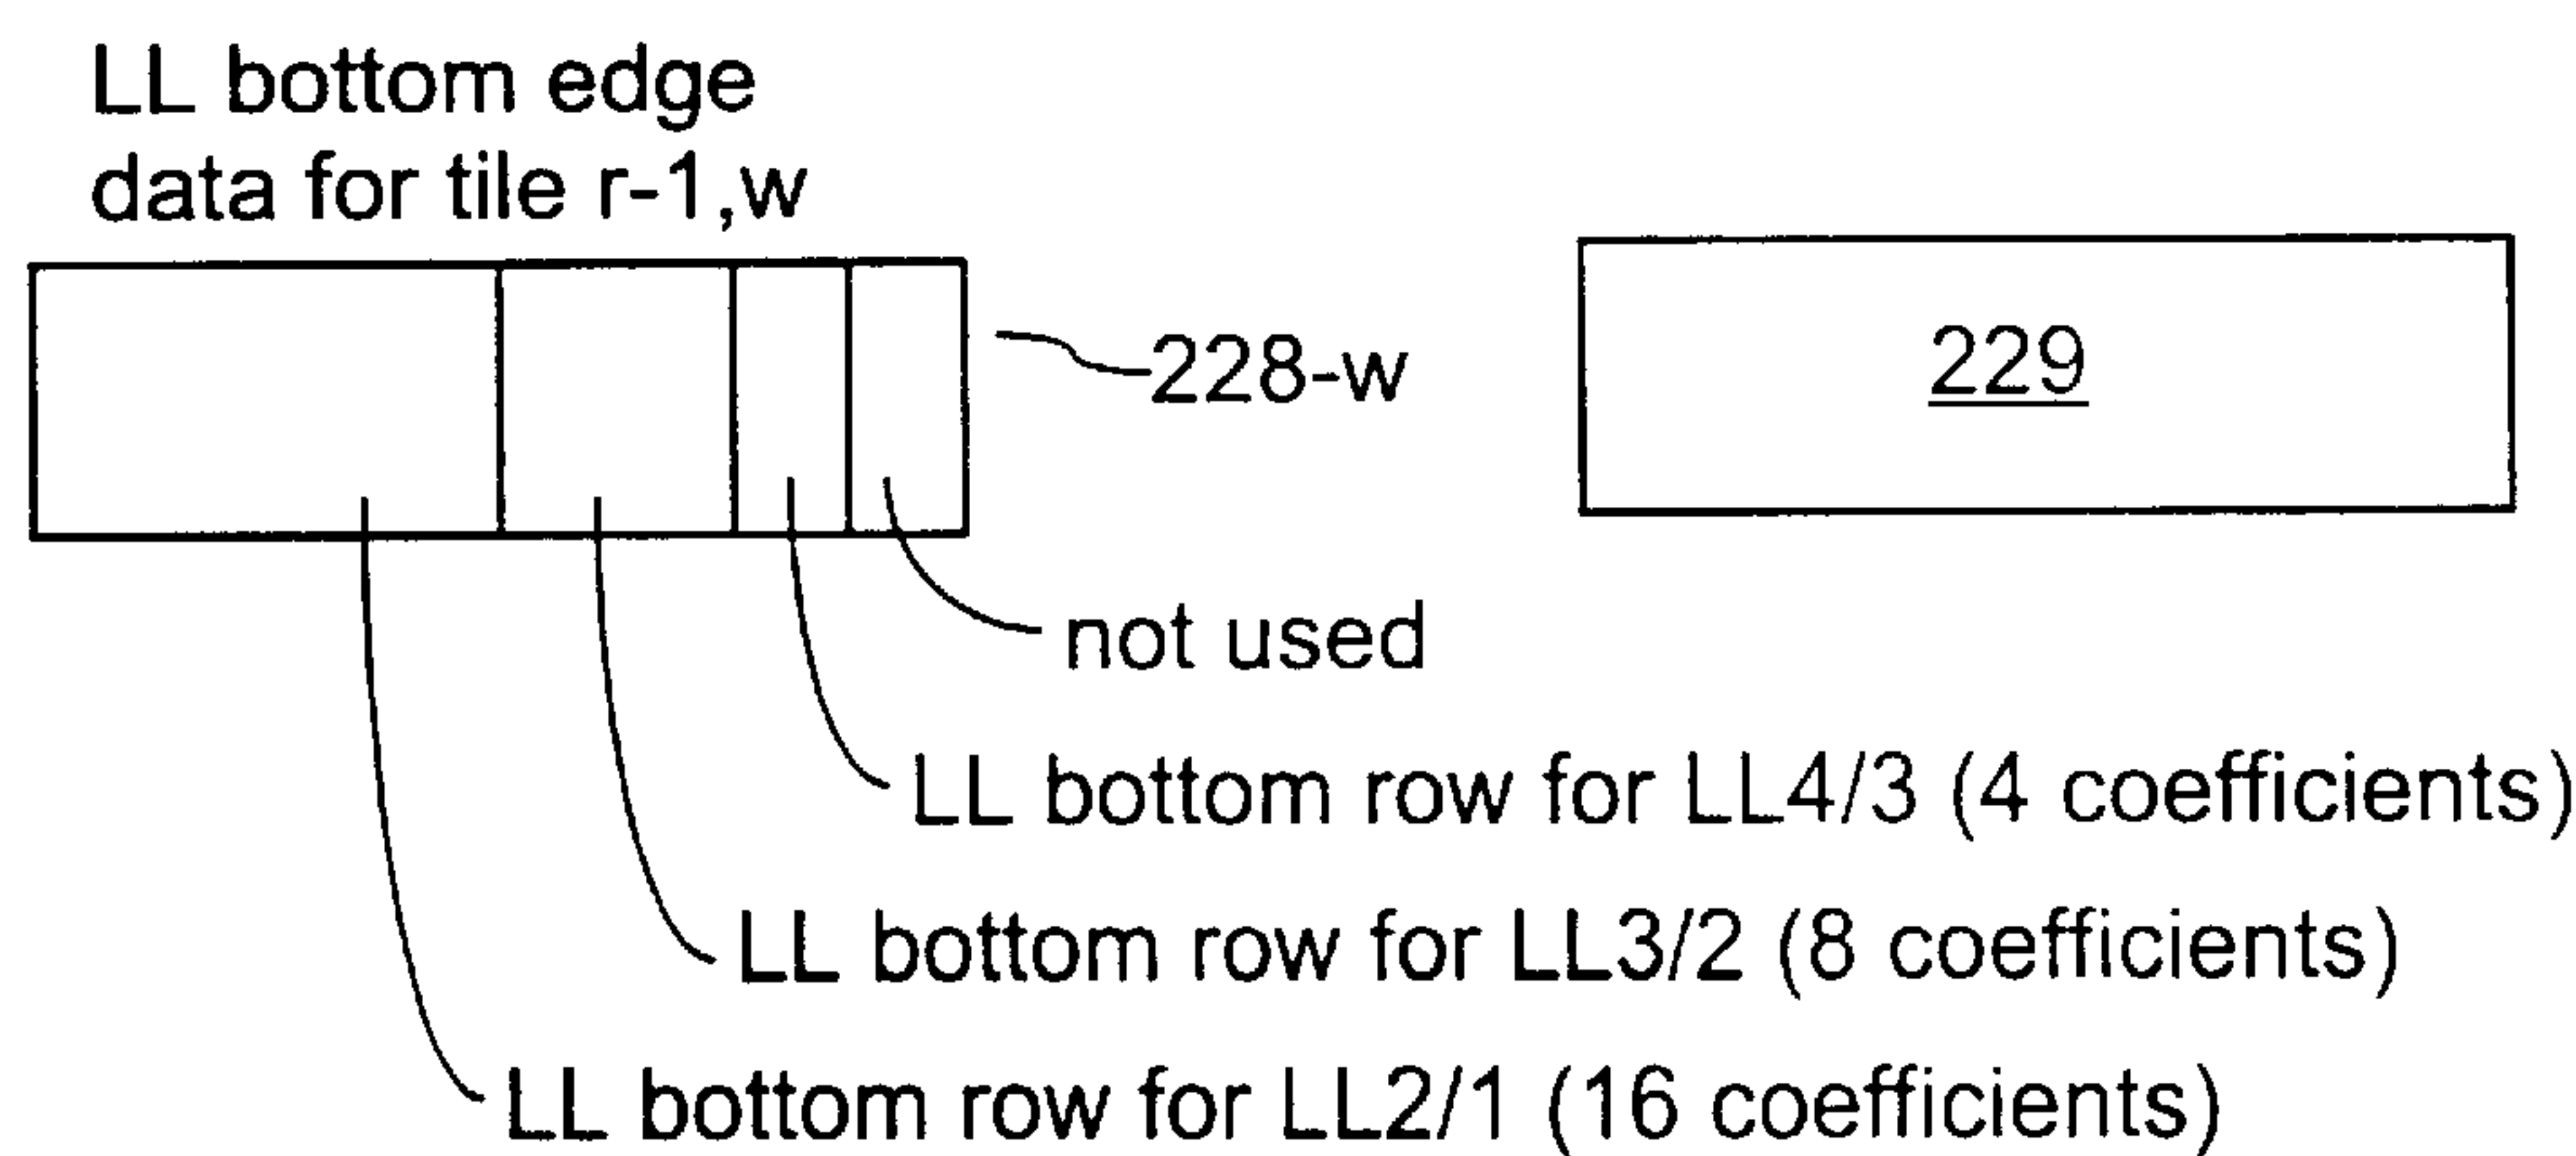 LL bottom edge
data for tile r-1,w
228-w
229
not used
LL bottom row for LL4/3 (4 coefficients)
LL bottom row for LL3/2 (8 coefficients)
LL bottom row for LL2/1 (16 coefficients)